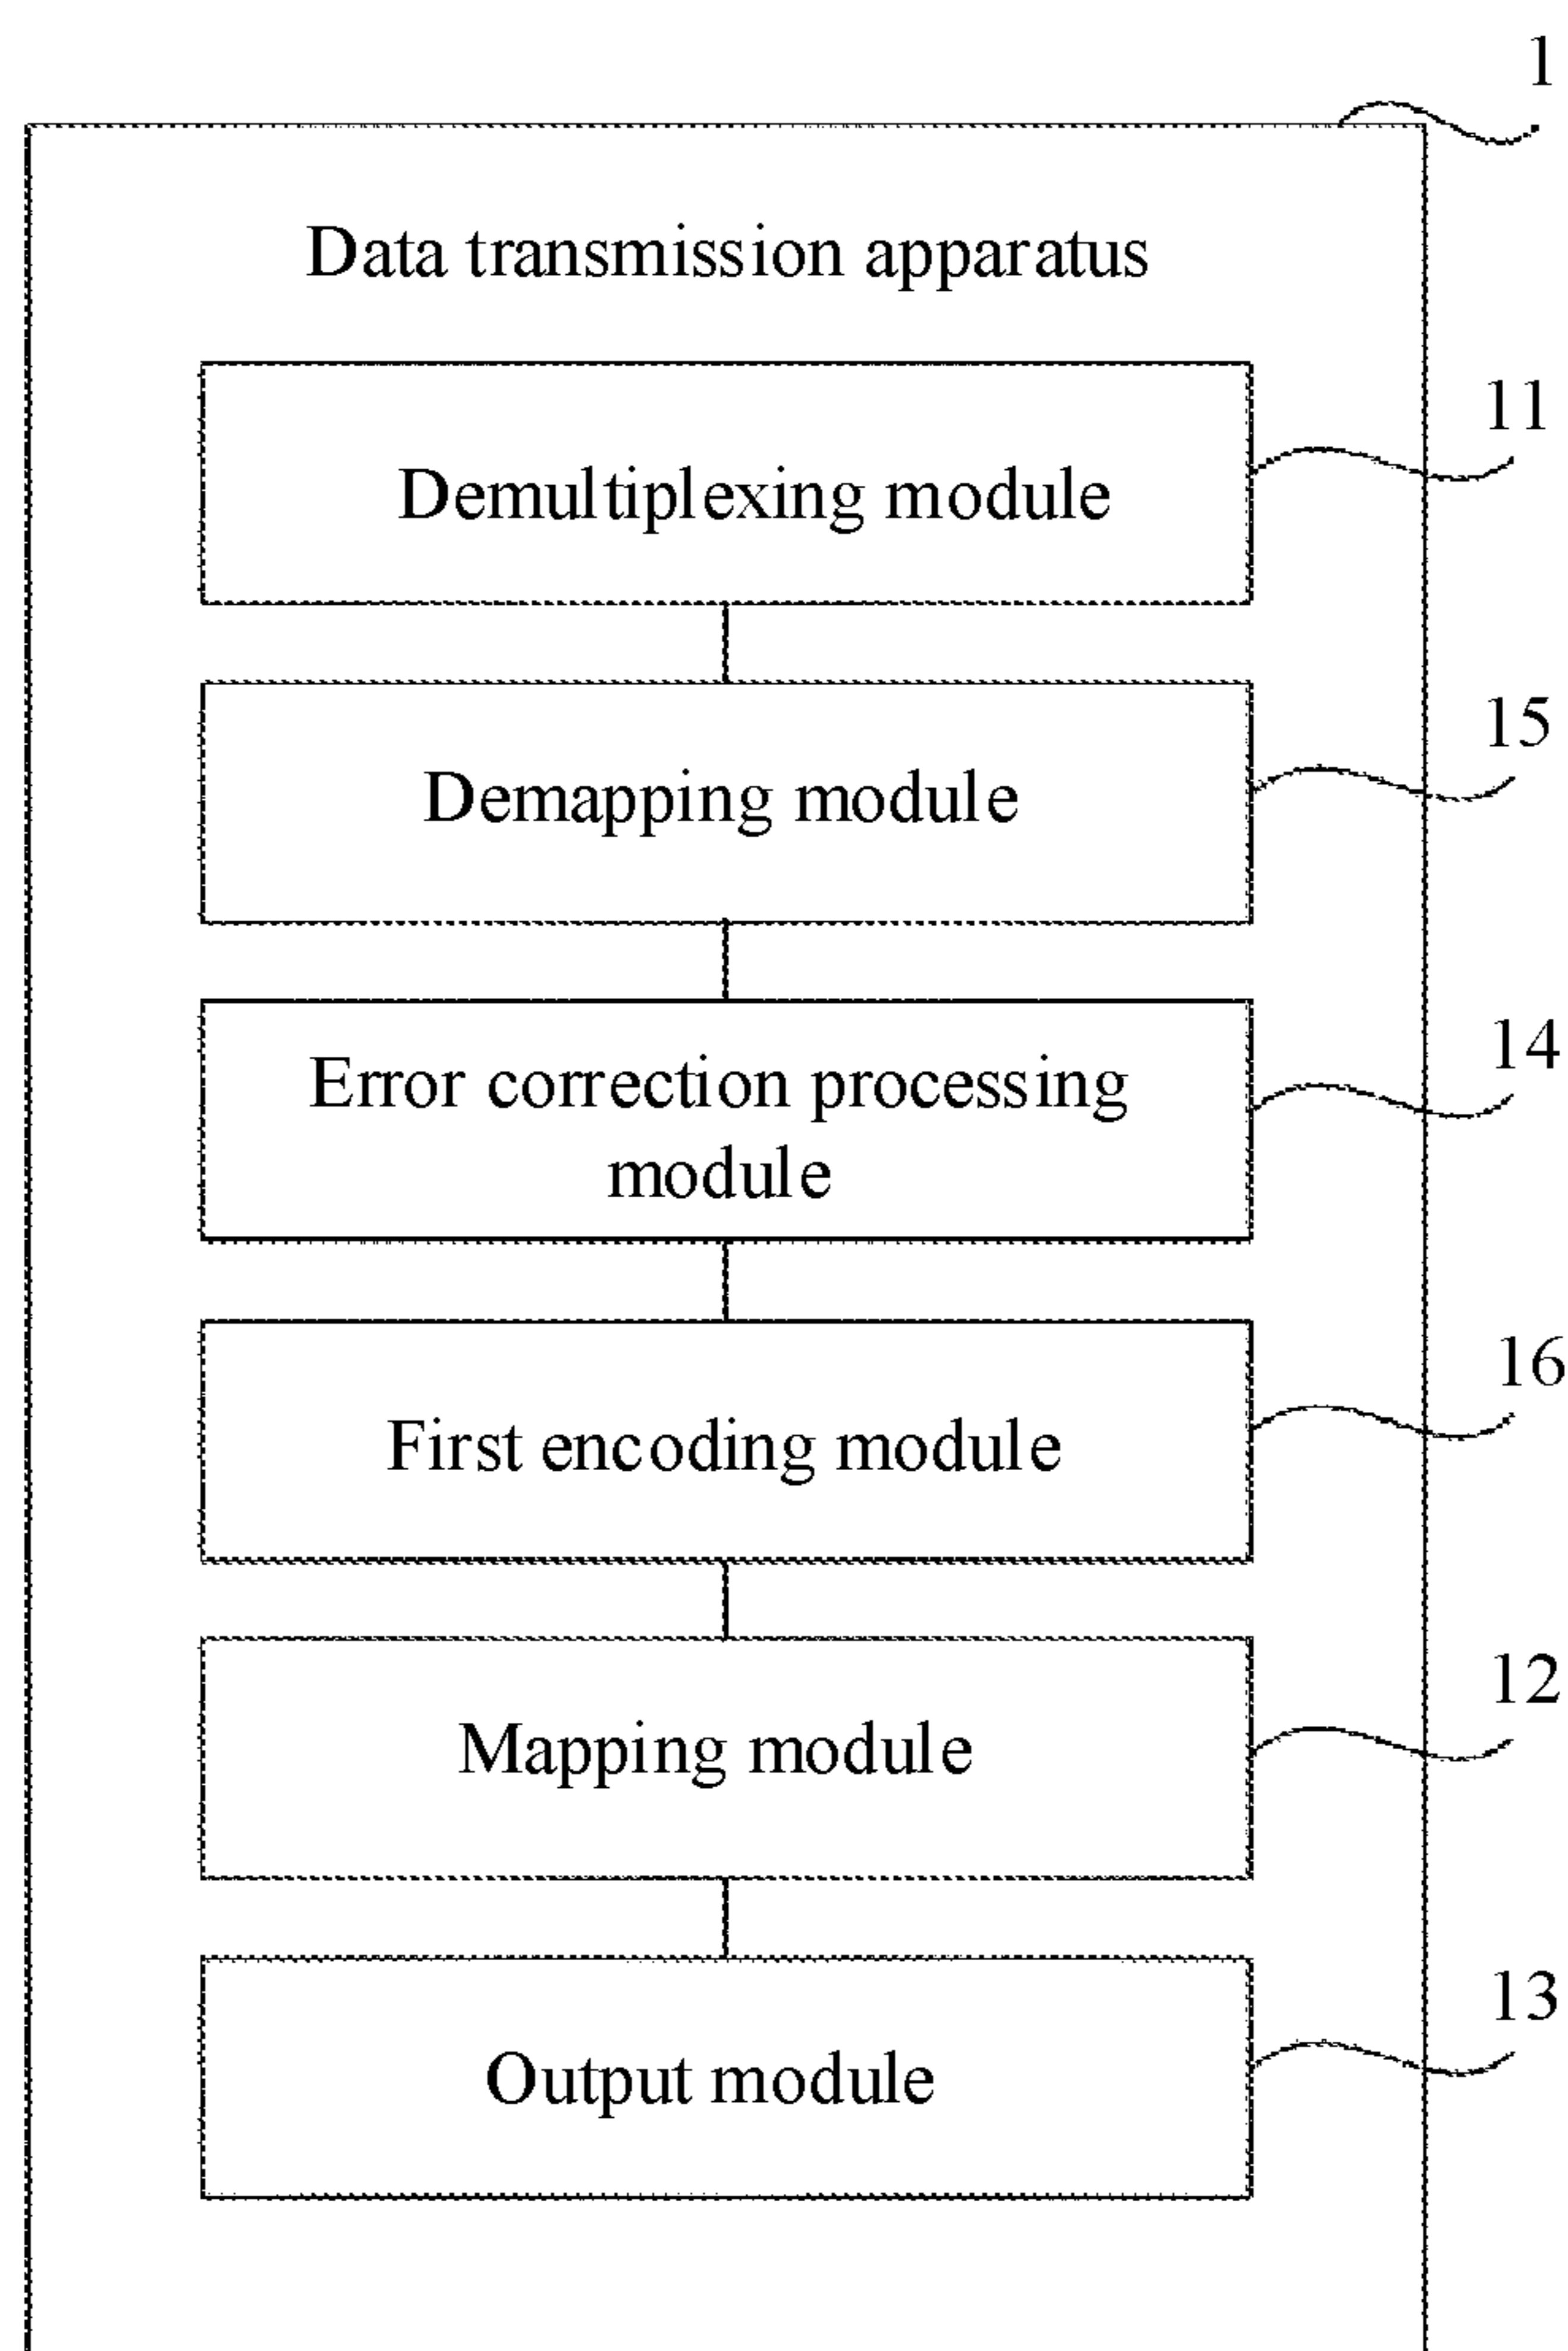 1
Data transmission apparatus
11
Demultiplexing module
15
Demapping module
14
Error correction processing
module
16
First encoding module
12
Mapping module
13
Output module